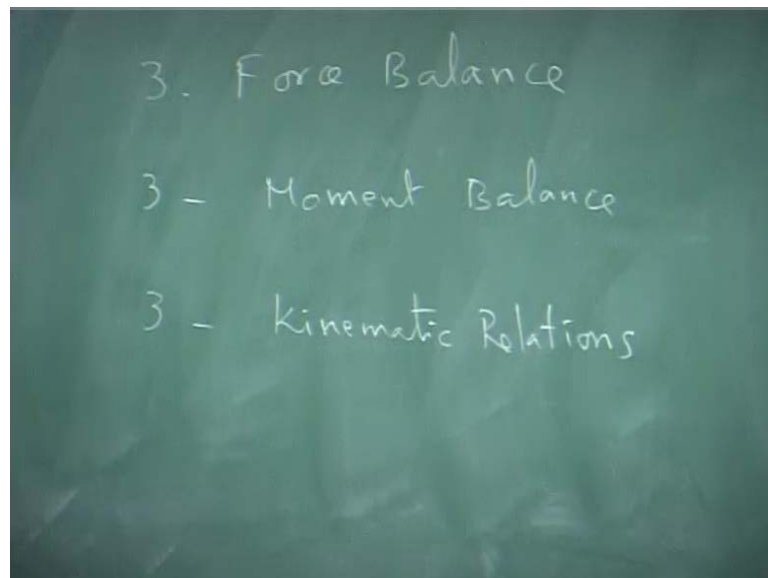 3. Force Balance
3 - Moment Balance
3 - Kinematic Relations